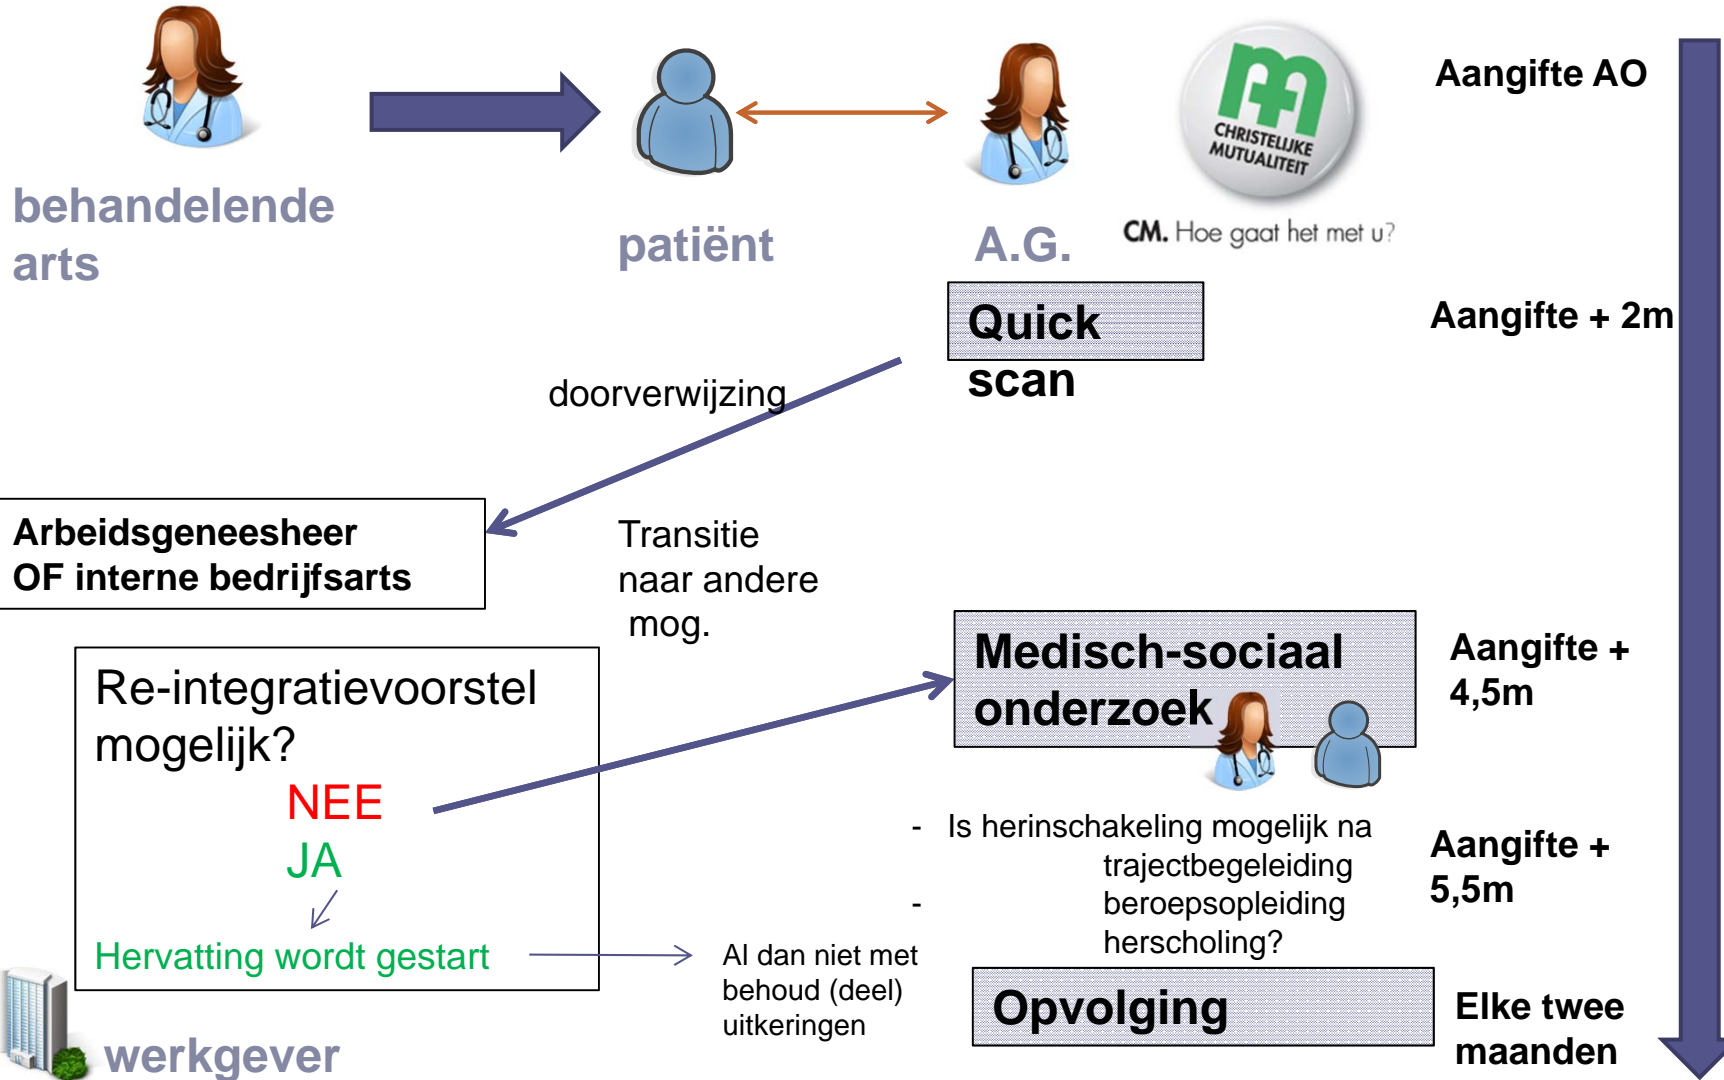 Aangifte AO
CHRISTELIJKE
MUTUALITEIT
CM. Hoe gaat het met u?
behandelende
arts
patiënt
A.G.
Quick
scan
Aangifte + 2m
doorverwijzing
Arbeidsgeneesheer
OF interne bedrijfsarts
Transitie
naar andere
mog.
Re-integratievoorstel
mogelijk?
NEE
JA
Hervatting wordt gestart
Medisch-sociaal
onderzoek
Aangifte +
4,5m
- Is herinschakeling mogelijk na
trajectbegeleiding
- beroepsopleiding
herscholing?
Aangifte +
5,5m
Al dan niet met
behoud (deel)
uitkeringen
Opvolging
Elke twee
maanden
werkgever